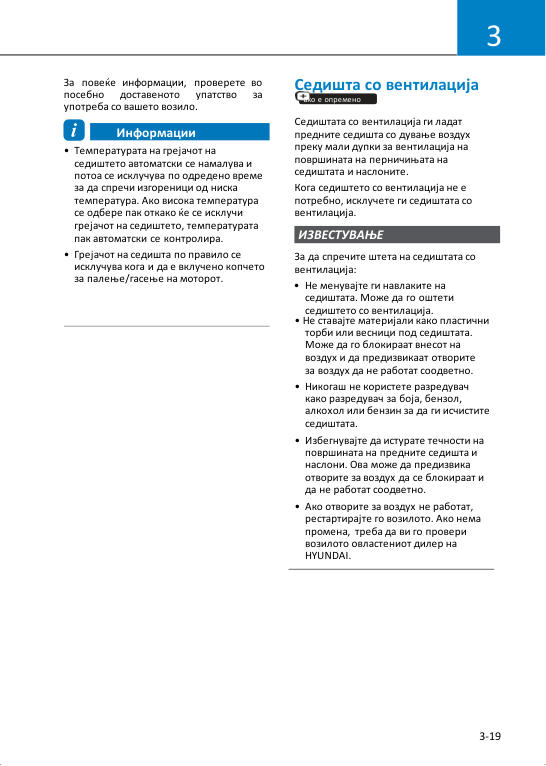 3
За повеќе информации, проверете во
посебно доставеното упатство за
употреба со вашето возило.
i Информации
• Температурата на грејачот на
седиштето автоматски се намалува и
потоа се исклучува по одредено време
за да спречи изгореници од ниска
температура. Ако висока температура
се одбере пак откако ќе се исклучи
грејачот на седиштето, температурата
пак автоматски се контролира.
• Грејачот на седишта по правило се
исклучува кога и да е вклучено копчето
за палење/гасење на моторот.
Седишта со вентилација
ако е опремено
Седиштата со вентилација ги ладат
предните седишта со дување воздух
преку мали дупки за вентилација на
површината на перничињата на
седиштата и наслоните.
Кога седиштето со вентилација не е
потребно, исклучете ги седиштата со
вентилација.
ИЗВЕСТУВАЊЕ
За да спречите штета на седиштата со
вентилација:
• Не менувајте ги навлаките на
седиштата. Може да го оштети
седиштето со вентилација.
• Не ставајте материјали како пластични
торби или весници под седиштата.
Може да го блокираат внесот на
воздух и да предизвикаат отворите
за воздух да не работат соодветно.
• Никогаш не користете разредувач
како разредувач за боја, бензол,
алкохол или бензин за да ги исчистите
седиштата.
• Избегнувајте да истурате течности на
површината на предните седишта и
наслони. Ова може да предизвика
отворите за воздух да се блокираат и
да не работат соодветно.
• Ако отворите за воздух не работат,
рестартирајте го возилото. Ако нема
промена, треба да ви го провери
возилото овластениот дилер на
HYUNDAI.
3-19